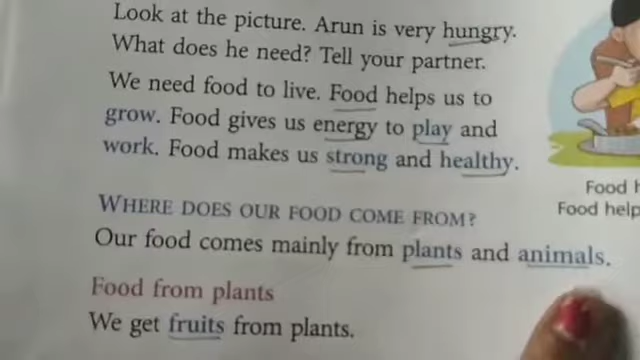 Look at the picture. Arun is very hungry.
What does he need? Tell your partner.
We need food to live. Food helps us to
grow. Food gives us energy to play and
work. Food makes us strong and healthy.
Food h
Food help
WHERE DOES OUR FOOD COME FROM?
Our food comes mainly from plants and animals.
Food from plants
We get fruits from plants.